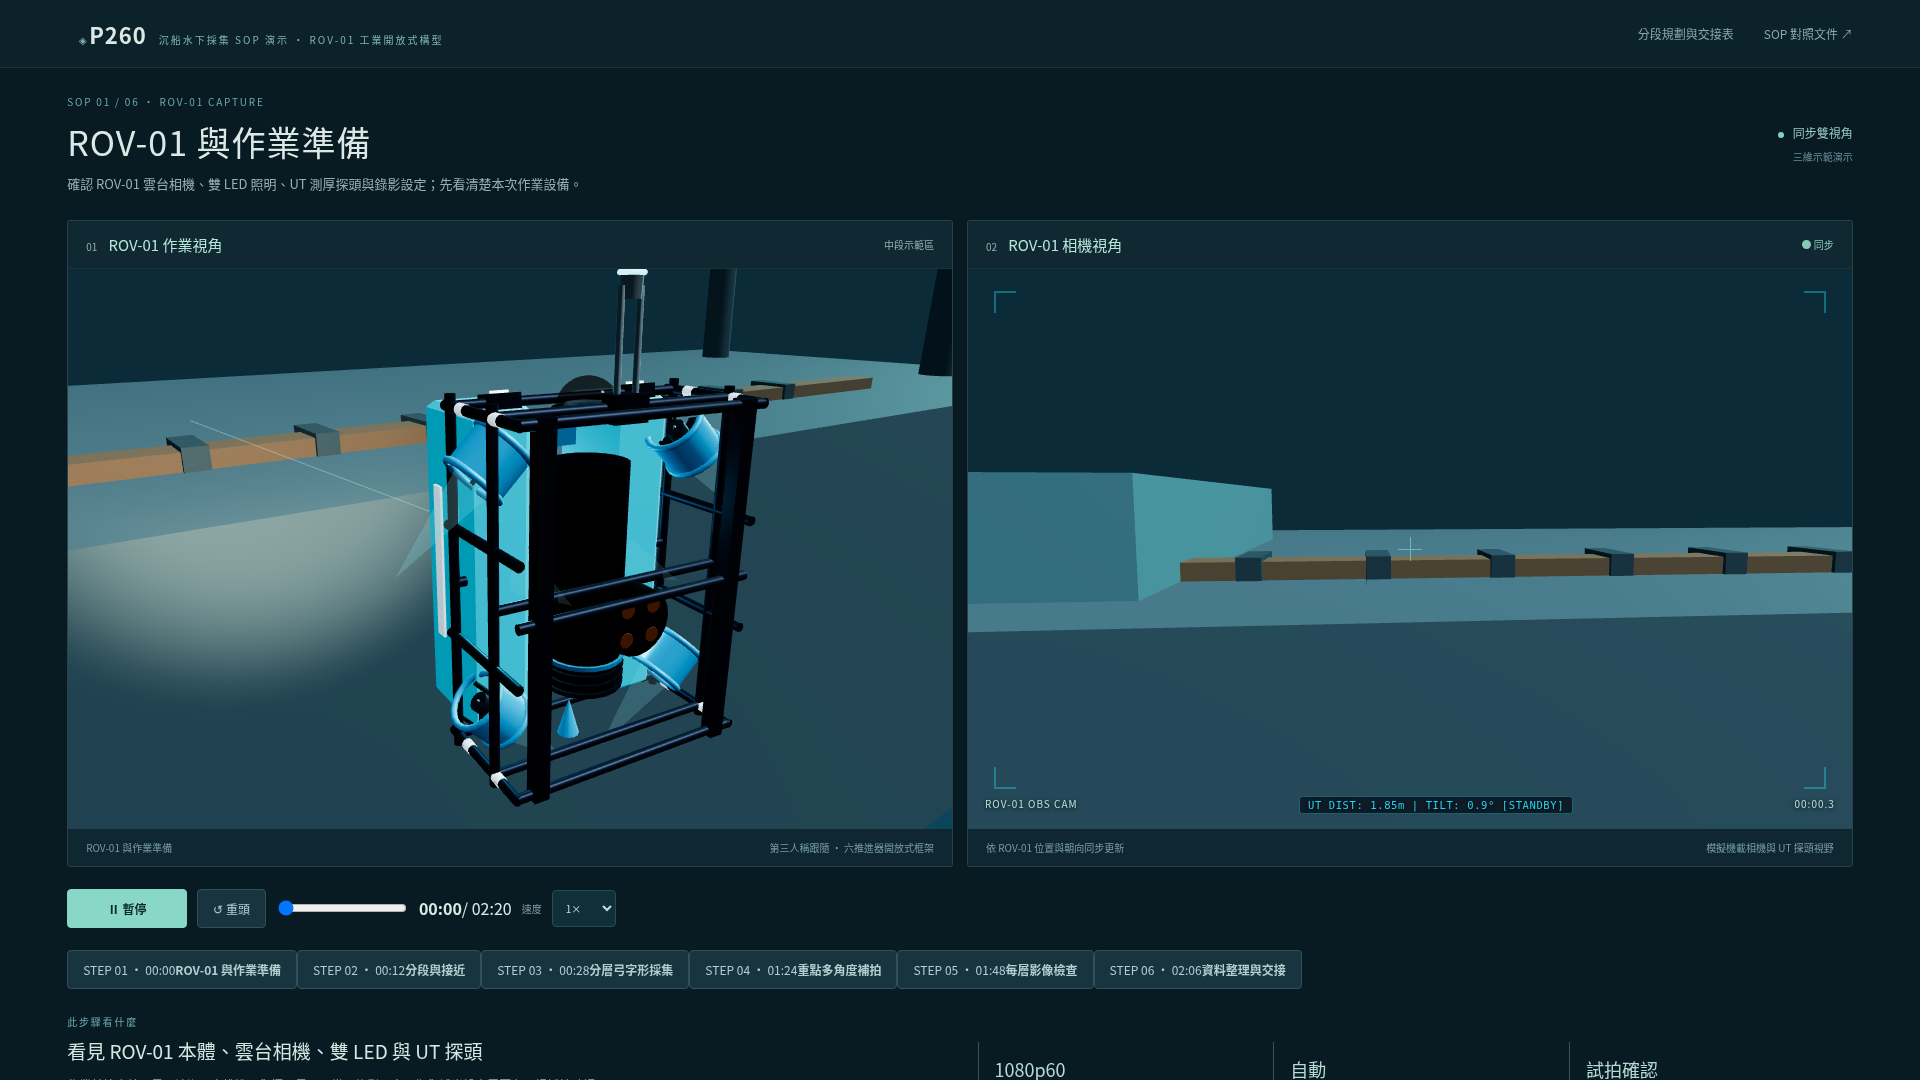 ◈ P260 沉船水下採集 SOP 演示 · ROV-01 工業開放式構型
分段規劃與交接表
SOP 對照文件 ↗
SOP 01 / 06 · ROV-01 CAPTURE
ROV-01 與作業準備
確認 ROV-01 雲台相機、雙 LED 照明、UT 測厚探頭與錄影設定；先看清楚本次作業設備。
同步雙視角
三維示範演示
01 ROV-01 作業視角
中段示範區
ROV-01 與作業準備
第三人稱跟隨 · 六推進器開放式框架
02 ROV-01 相機視角
同步
ROV-01 OBS CAM
UT DIST: 1.85m | TILT: 0.9° [STANDBY]
00:00.3
依 ROV-01 位置與朝向同步更新
模擬機載相機與 UT 探頭視野
⏸ 暫停
↺ 重頭
00:00 / 02:20
速度
1×
STEP 01 · 00:00 ROV-01 與作業準備
STEP 02 · 00:12 分段與接近
STEP 03 · 00:28 分層弓字形採集
STEP 04 · 01:24 重點多角度補拍
STEP 05 · 01:48 每層影像檢查
STEP 06 · 02:06 資料整理與交接
此步驟看什麼
看見 ROV-01 本體、雲台相機、雙 LED 與 UT 探頭
1080p60
自動
試拍確認